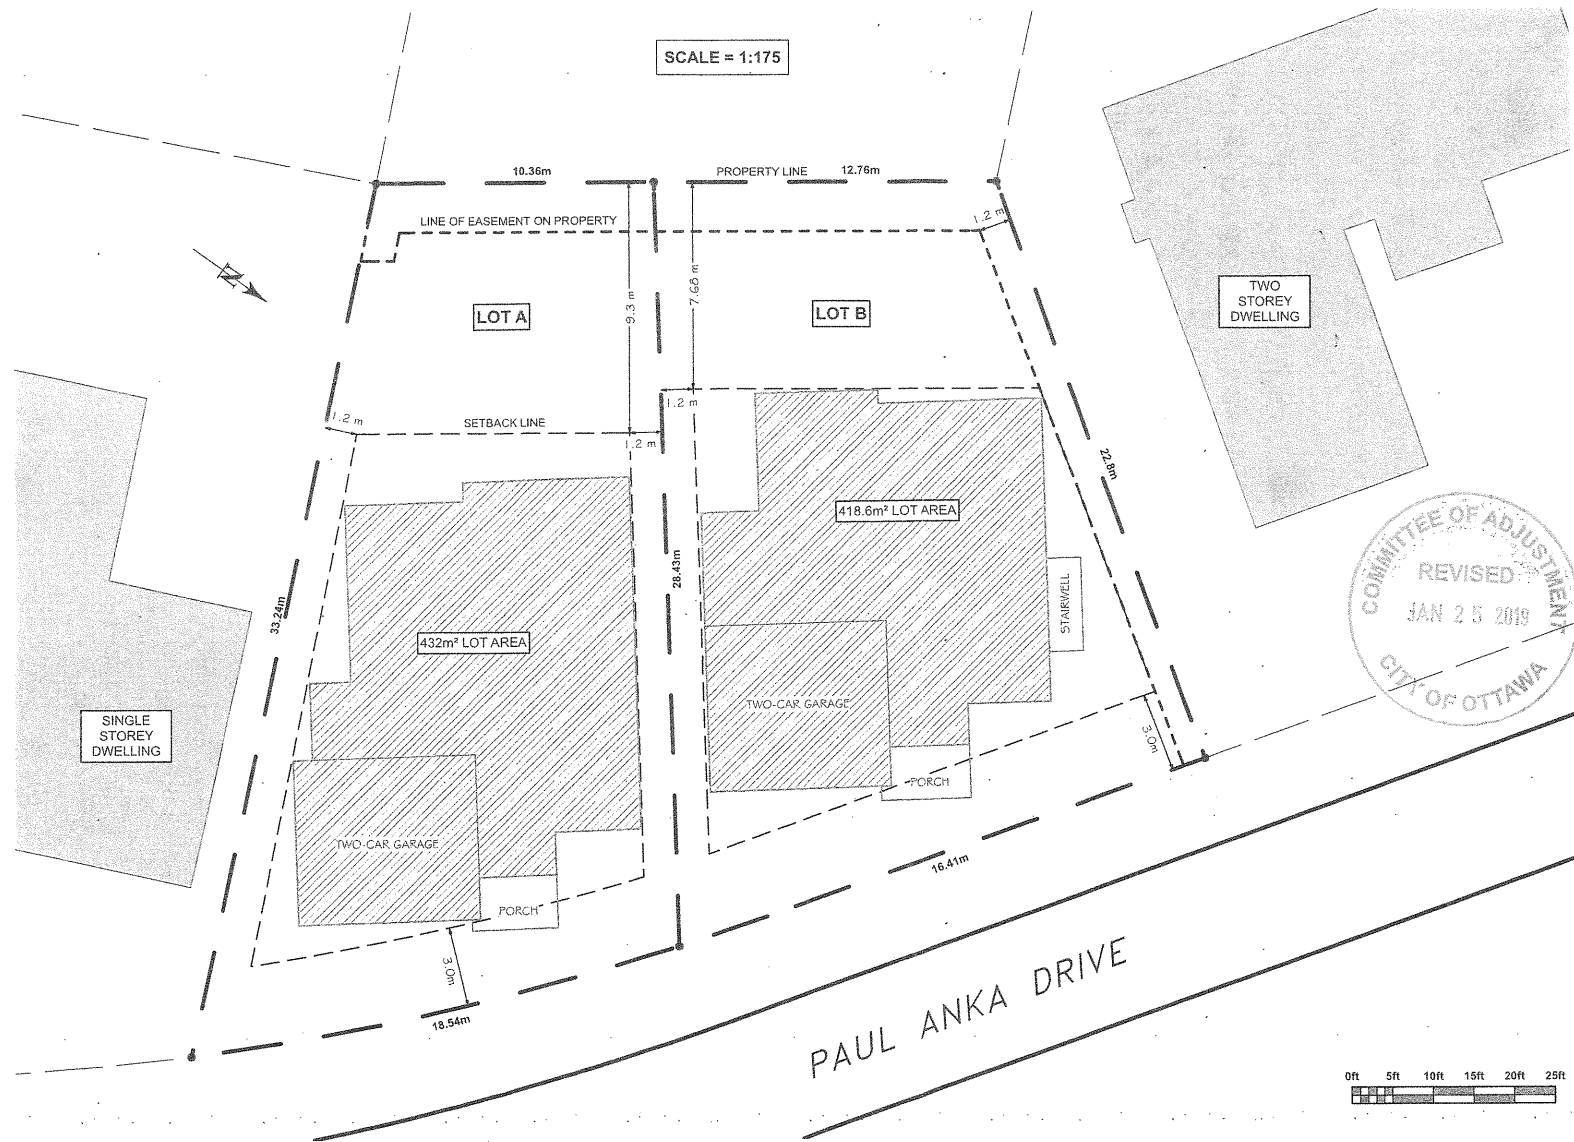 SCALE = 1:175
10.36m
PROPERTY LINE
12.76m
LINE OF EASEMENT ON PROPERTY
1.2 m
N
9.3 m
7.68 m
LOT A
LOT B
TWO
STOREY
DWELLING
1.2 m
SETBACK LINE
1.2 m
1.2 m
22.8m
418.6m² LOT AREA
COMMITTEE OF ADJUSTMENT
REVISED
JAN 25 2019
CITY OF OTTAWA
28.43m
STAIRWELL
33.24m
432m² LOT AREA
SINGLE
STOREY
DWELLING
TWO-CAR GARAGE
3.0m
PORCH
TWO-CAR GARAGE
16.41m
PORCH
3.0m
18.54m
PAUL ANKA DRIVE
0ft 5ft 10ft 15ft 20ft 25ft